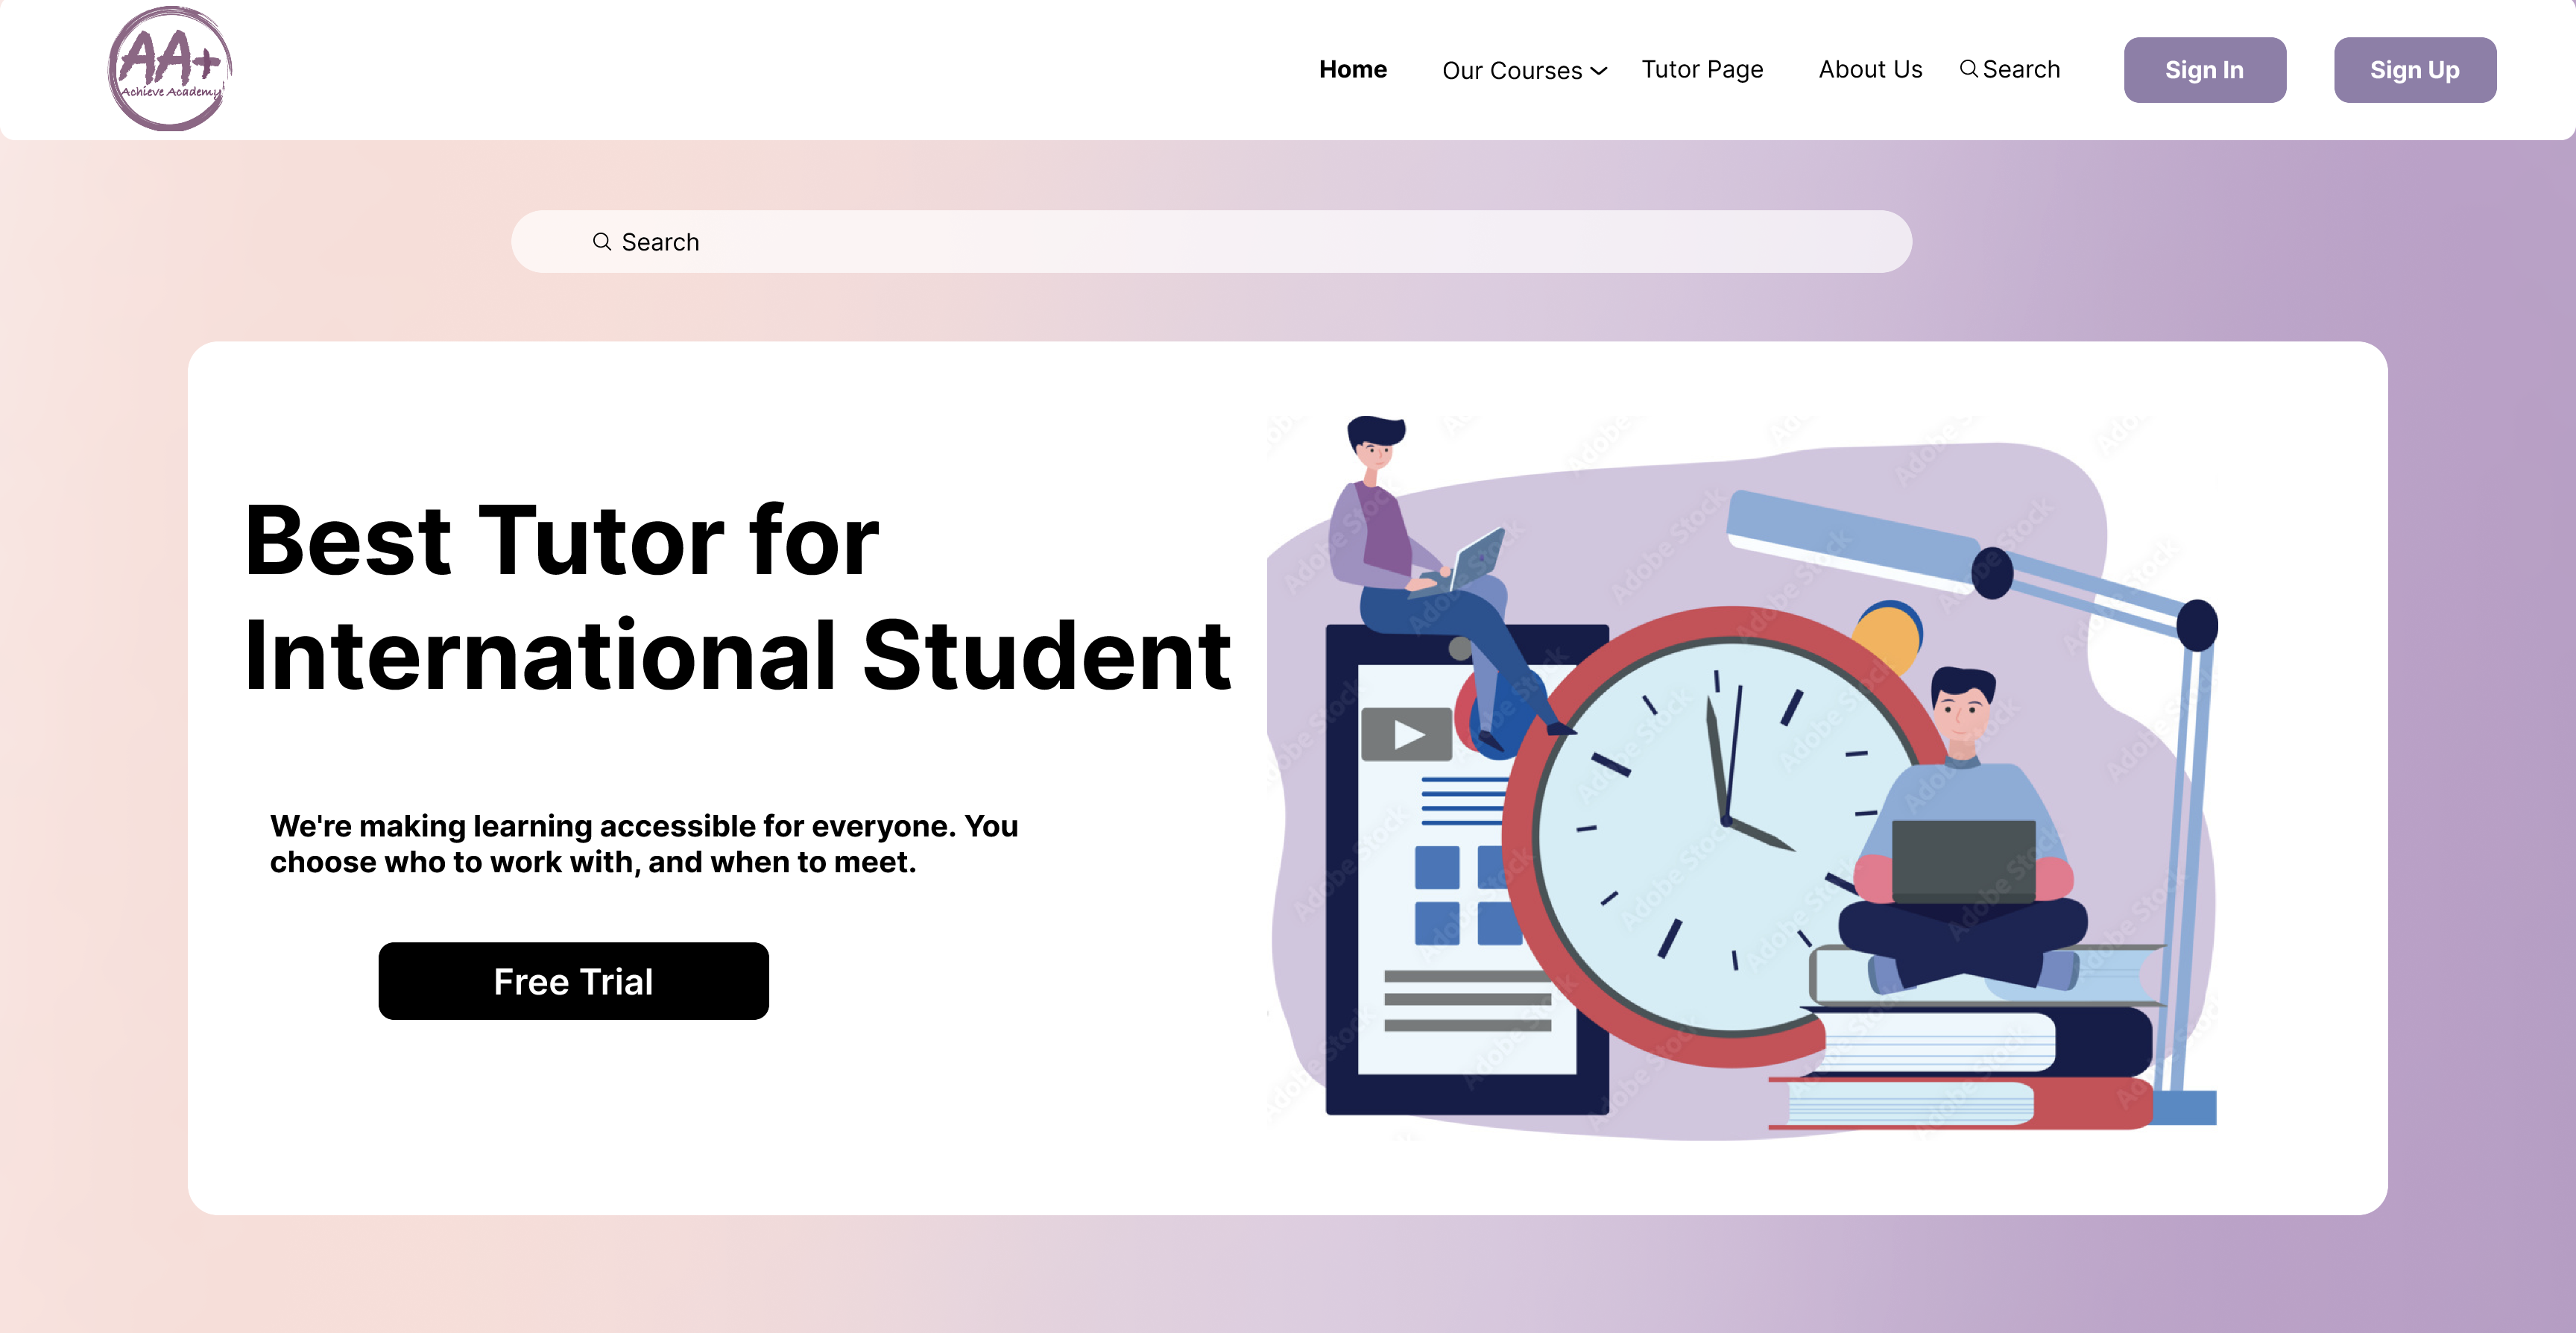 AA+
Achieve Academy
Home Our Courses Tutor Page About Us Search Sign In Sign Up
Search
Best Tutor for
International Student
We're making learning accessible for everyone. You
choose who to work with, and when to meet.
Free Trial
Adobe Stock